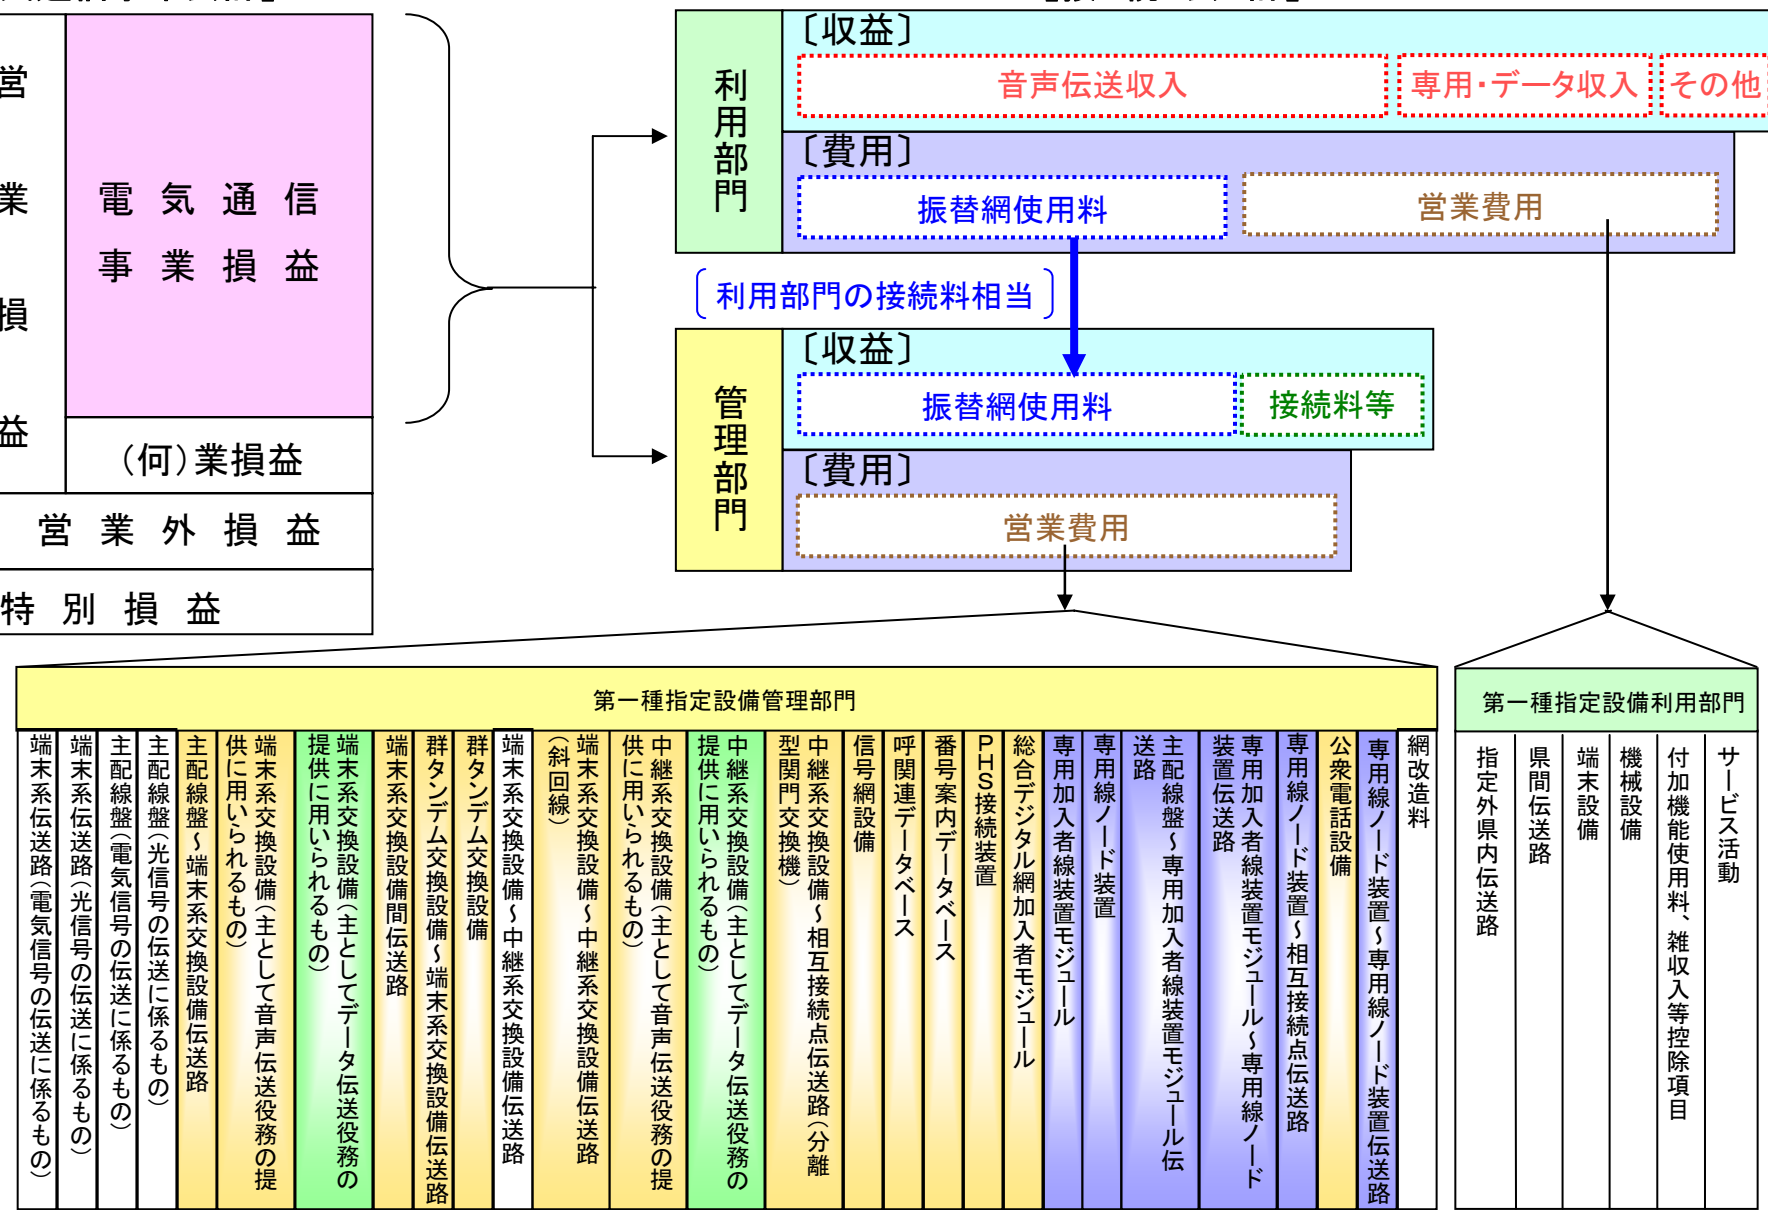 営
業
損
益
電気通信
事業損益
(何)業損益
営業外損益
特別損益
利用部門
〔収益〕
音声伝送収入
専用・データ収入
その他
〔費用〕
振替網使用料
営業費用
利用部門の接続料相当
管理部門
〔収益〕
振替網使用料
接続料等
〔費用〕
営業費用
第一種指定設備管理部門
端末系伝送路(電気信号の伝送に係るもの)
端末系伝送路(光信号の伝送に係るもの)
主配線盤(電気信号の伝送に係るもの)
主配線盤(光信号の伝送に係るもの)
主配線盤~端末系交換設備伝送路
端末系交換設備(主として音声伝送役務の提
供に用いられるもの)
端末系交換設備(主としてデータ伝送役務の
提供に用いられるもの)
端末系交換設備間伝送路
群タンデム交換設備~端末系交換設備伝送路
群タンデム交換設備
端末系交換設備~中継系交換設備伝送路
端末系交換設備~中継系交換設備伝送路
(斜回線)
中継系交換設備(主として音声伝送役務の提
供に用いられるもの)
中継系交換設備(主としてデータ伝送役務の
提供に用いられるもの)
中継系交換設備~相互接続点伝送路(分離
型関門交換機)
信号網設備
呼関連データベース
番号案内データベース
PHS接続装置
総合デジタル網加入者モジュール
専用加入者線装置モジュール
専用線ノード装置
主配線盤~専用加入者線装置モジュール伝
送路
専用加入者線装置モジュール~専用線ノード
装置伝送路
専用線ノード装置~相互接続点伝送路
公衆電話設備
専用線ノード装置~専用線ノード装置伝送路
網改造料
第一種指定設備利用部門
指定外県内伝送路
県間伝送路
端末設備
機械設備
付加機能使用料、雑収入等控除項目
サービス活動